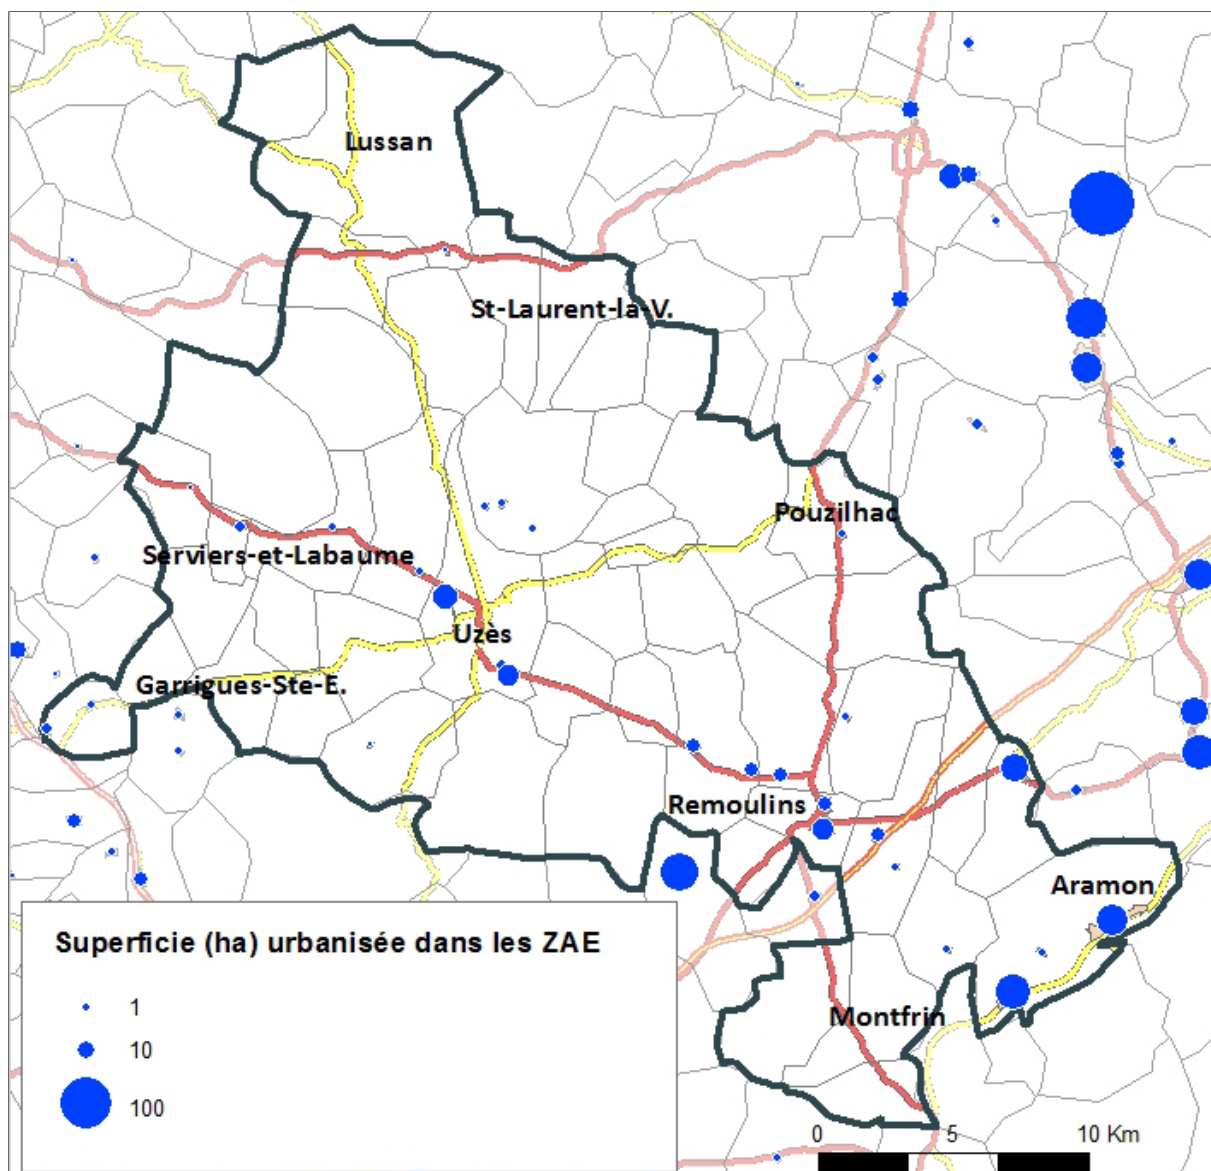 Lussan
St-Laurent-la-V.
Pouzilhac
Serviers-et-Labaume
Uzès
Garrigues-Ste-E.
Remoulins
Aramon
Superficie (ha) urbanisée dans les ZAE
1
10
100
Montfrin
0 5 10 Km